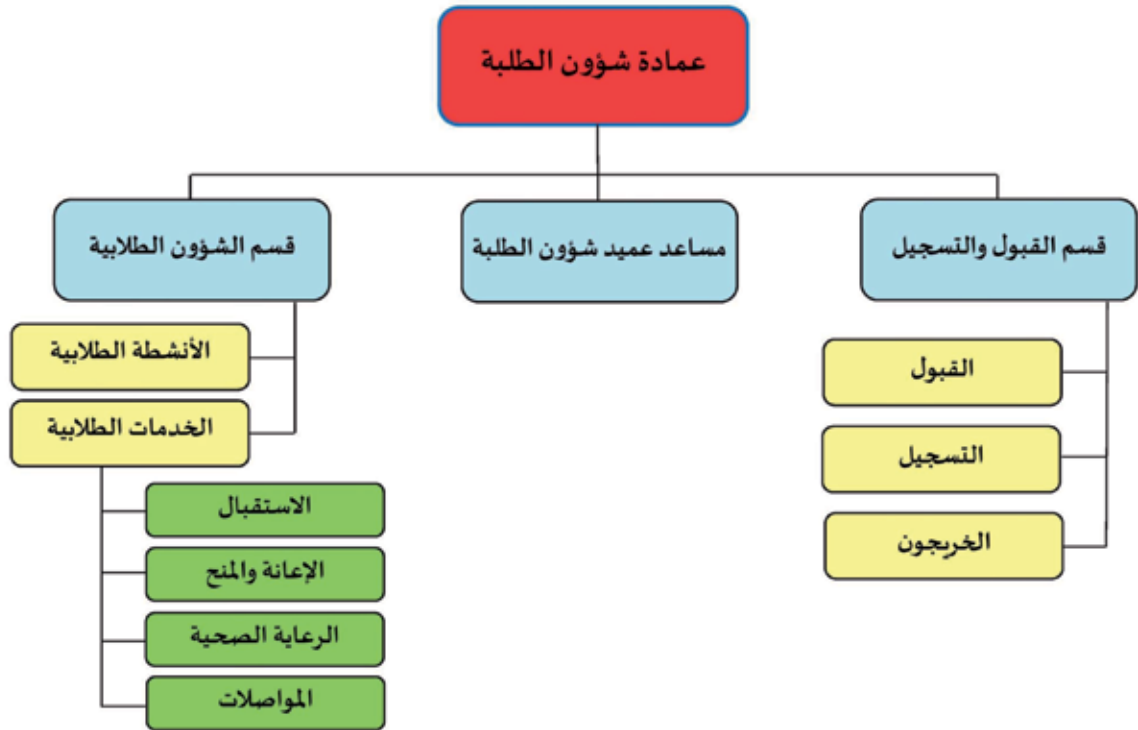 عمادة شؤون الطلبة
قسم القبول والتسجيل
مساعد عميد شؤون الطلبة
قسم الشؤون الطلابية
القبول
التسجيل
الخريجون
الأنشطة الطلابية
الخدمات الطلابية
الاستقبال
الإعانة والمنح
الرعاية الصحية
المواصلات